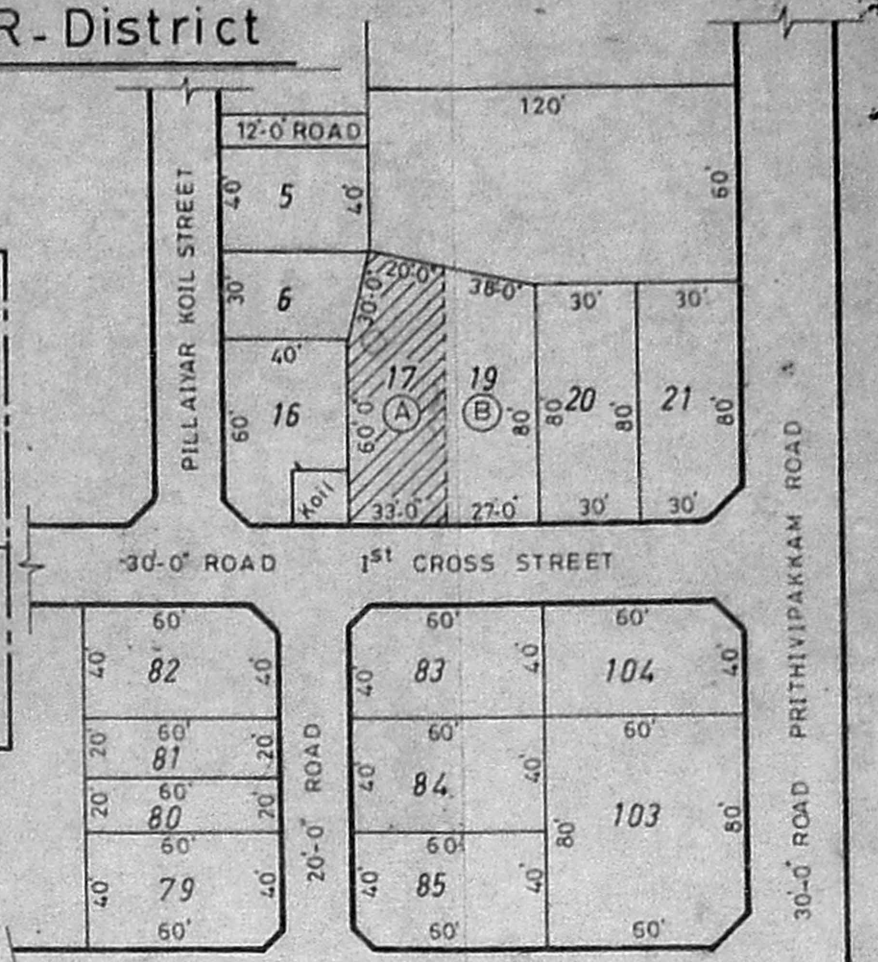 R - District
120'
12'-0" ROAD
40' 5 40'
60'
PILLAIYAR KOIL STREET
30' 6 30'-0"
20'-0"
38'-0"
30' 30'
40'
60' 16
Koil
17
A
60'-0"
33'-0"
19
B
80'
27'-0"
80' 20 80'
30'
21 80'
30'
30'-0" ROAD 1st CROSS STREET
PRITHIVIPAKKAM ROAD
30'-0" ROAD
20'-0" ROAD
60'
40' 82 40'
60'
20' 81 20'
60'
20' 80 20'
60'
40' 79 40'
60'
60'
40' 83 40'
60'
40' 84 40'
60'
40' 85 40'
60'
60'
104 40'
60'
80' 103 80'
60'